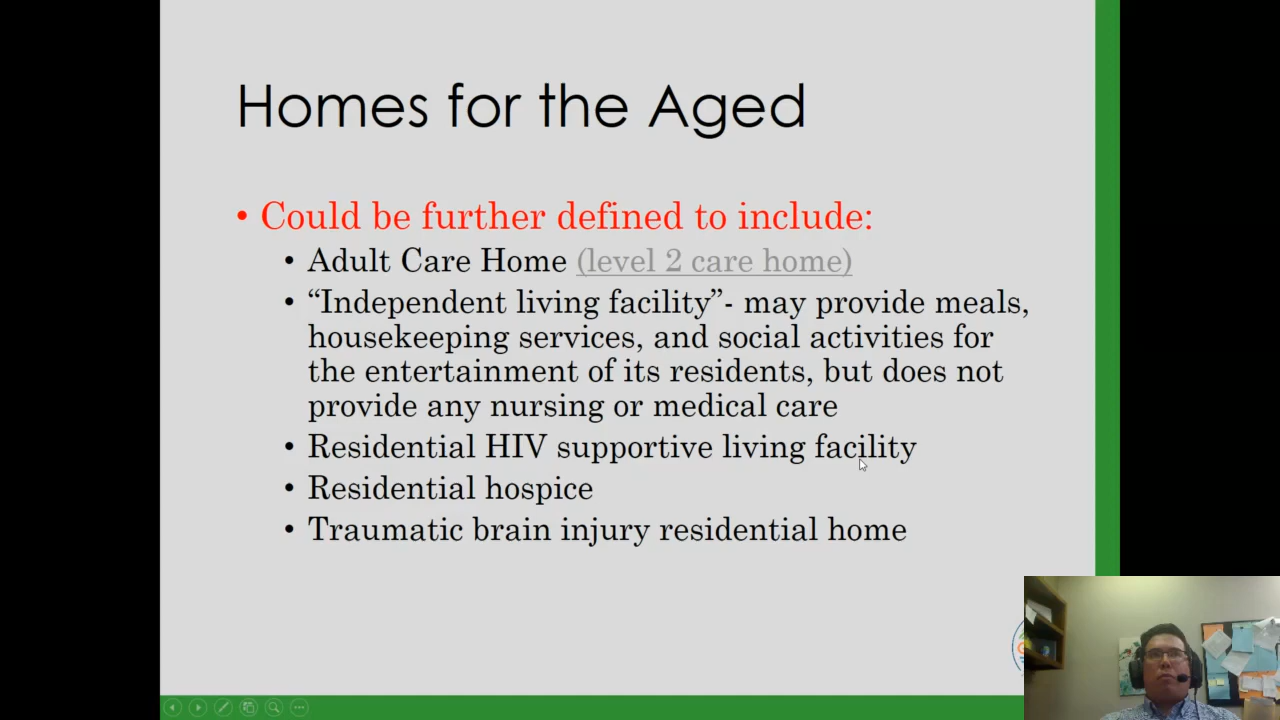 Homes for the Aged
• Could be further defined to include:
• Adult Care Home (level 2 care home)
• “Independent living facility”- may provide meals,
housekeeping services, and social activities for
the entertainment of its residents, but does not
provide any nursing or medical care
• Residential HIV supportive living facility
• Residential hospice
• Traumatic brain injury residential home